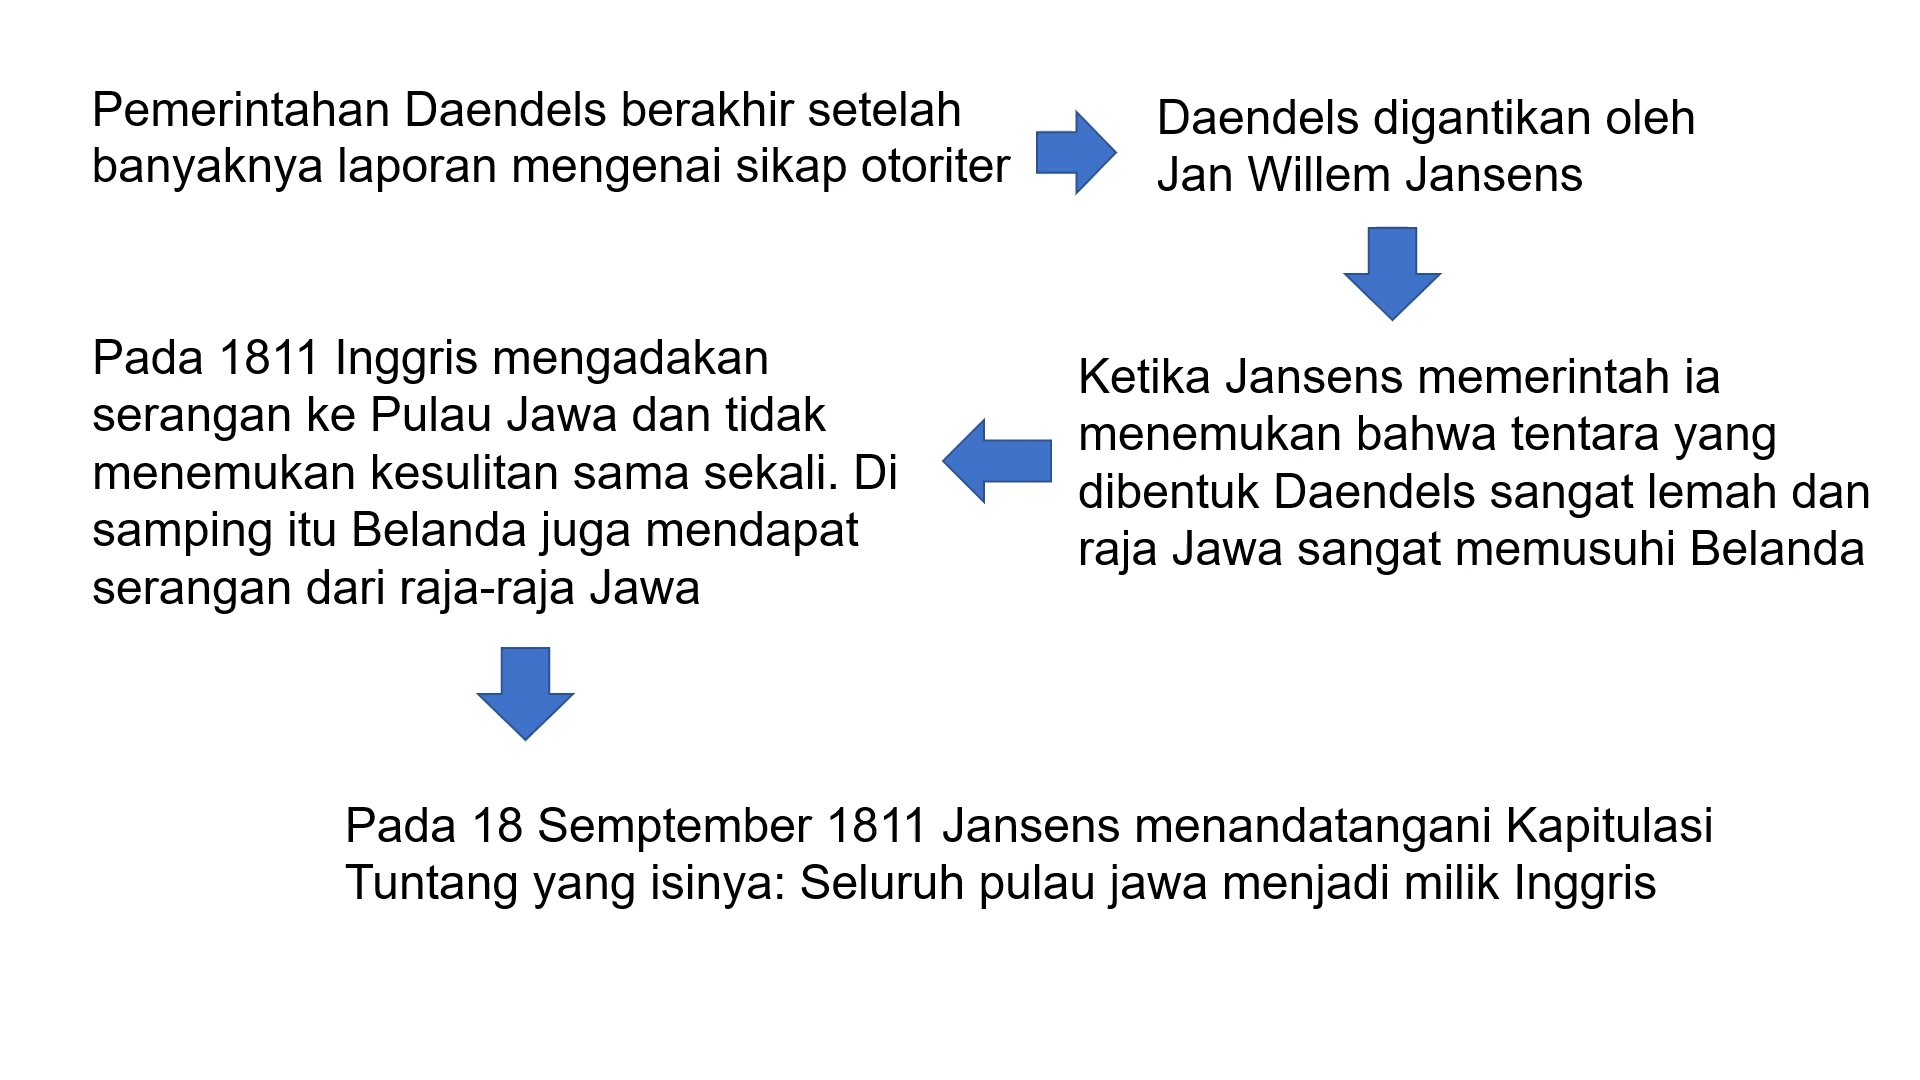 Pemerintahan Daendels berakhir setelah
banyaknya laporan mengenai sikap otoriter
Daendels digantikan oleh
Jan Willem Jansens
Ketika Jansens memerintah ia
menemukan bahwa tentara yang
dibentuk Daendels sangat lemah dan
raja Jawa sangat memusuhi Belanda
Pada 1811 Inggris mengadakan
serangan ke Pulau Jawa dan tidak
menemukan kesulitan sama sekali. Di
samping itu Belanda juga mendapat
serangan dari raja-raja Jawa
Pada 18 Semptember 1811 Jansens menandatangani Kapitulasi
Tuntang yang isinya: Seluruh pulau jawa menjadi milik Inggris